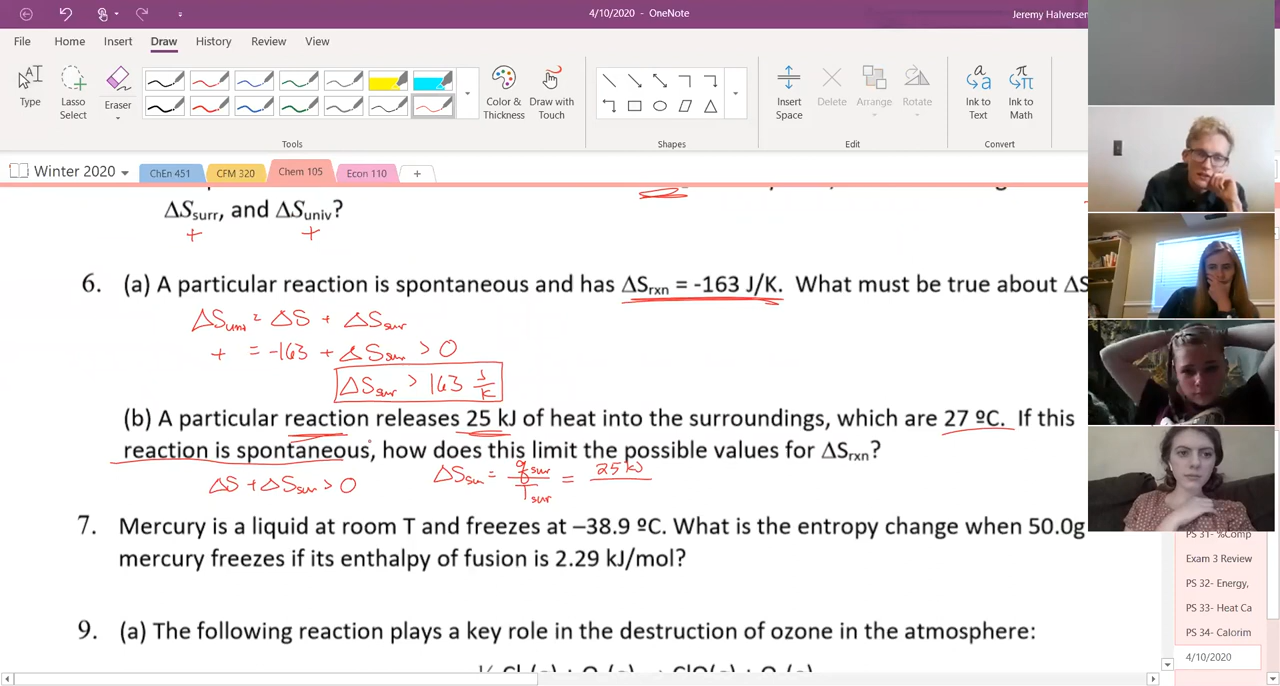 4/10/2020 - OneNote
Jeremy Halversen
File Home Insert Draw History Review View
Type
Lasso Select
Eraser
Color & Thickness
Draw with Touch
Insert Space
Delete
Arrange
Rotate
Ink to Text
Ink to Math
Tools
Shapes
Edit
Convert
Winter 2020 ChEn 451 CFM 320 Chem 105 Econ 110 +
ΔSsurr, and ΔSuniv?
+ +
6. (a) A particular reaction is spontaneous and has ΔSrxn = -163 J/K. What must be true about ΔS
ΔSuni = ΔS + ΔSsur
+ = -163 + ΔSsur > 0
ΔSsur > 163 J/K
(b) A particular reaction releases 25 kJ of heat into the surroundings, which are 27 ºC. If this
reaction is spontaneous, how does this limit the possible values for ΔSrxn?
ΔS + ΔSsur > 0
ΔSsur = qsur/Tsur = 25 kJ
7. Mercury is a liquid at room T and freezes at –38.9 ºC. What is the entropy change when 50.0g
mercury freezes if its enthalpy of fusion is 2.29 kJ/mol?
9. (a) The following reaction plays a key role in the destruction of ozone in the atmosphere:
PS 31- %Comp
Exam 3 Review
PS 32- Energy,
PS 33- Heat Ca
PS 34- Calorim
4/10/2020